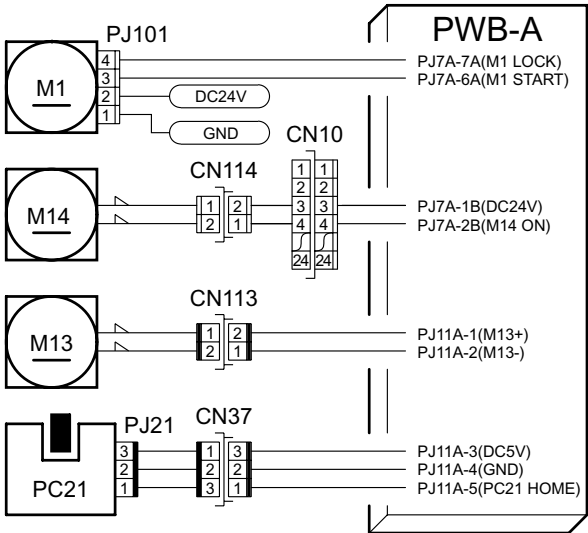 PWB-A
PJ101
M1
4
3
2
1
DC24V
GND
PJ7A-7A(M1 LOCK)
PJ7A-6A(M1 START)
CN10
CN114
M14
1 2
2 1
1 1
2 2
3 3
4 4
24 24
PJ7A-1B(DC24V)
PJ7A-2B(M14 ON)
CN113
M13
1 2
2 1
PJ11A-1(M13+)
PJ11A-2(M13-)
PJ21
CN37
PC21
3
2
1
1 3
2 2
3 1
PJ11A-3(DC5V)
PJ11A-4(GND)
PJ11A-5(PC21 HOME)